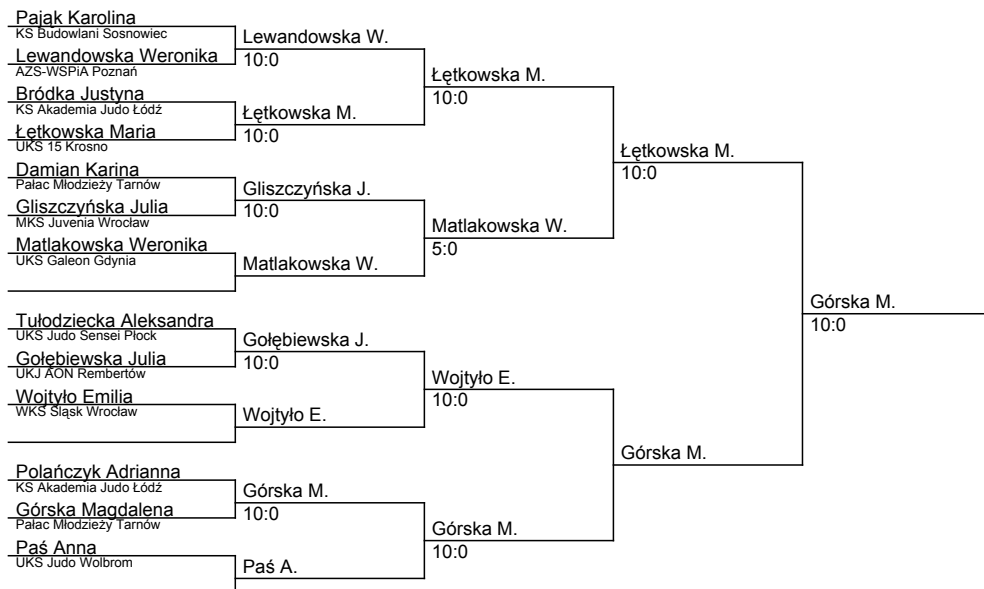 Pająk Karolina
KS Budowlani Sosnowiec
Lewandowska W.
Lewandowska Weronika
10:0
AZS-WSPiA Poznań
Łętkowska M.
Bródka Justyna
10:0
KS Akademia Judo Łódź
Łętkowska M.
Łętkowska Maria
10:0
UKS 15 Krosno
Łętkowska M.
Damian Karina
10:0
Pałac Młodzieży Tarnów
Gliszczyńska J.
Gliszczyńska Julia
10:0
MKS Juvenia Wrocław
Matlakowska W.
Matlakowska Weronika
5:0
UKS Galeon Gdynia
Matlakowska W.
Górska M.
10:0
Tułodziecka Aleksandra
UKS Judo Sensei Płock
Gołębiewska J.
Gołębiewska Julia
10:0
UKJ AON Rembertów
Wojtyło E.
Wojtyło Emilia
10:0
WKS Śląsk Wrocław
Wojtyło E.
Górska M.
Polańczyk Adrianna
KS Akademia Judo Łódź
Górska M.
Górska Magdalena
10:0
Pałac Młodzieży Tarnów
Górska M.
Paś Anna
10:0
UKS Judo Wolbrom
Paś A.